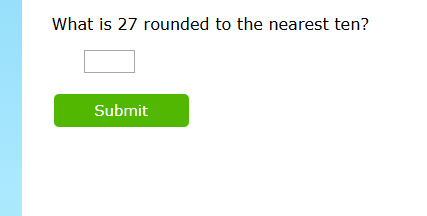 What is 27 rounded to the nearest ten?
Submit